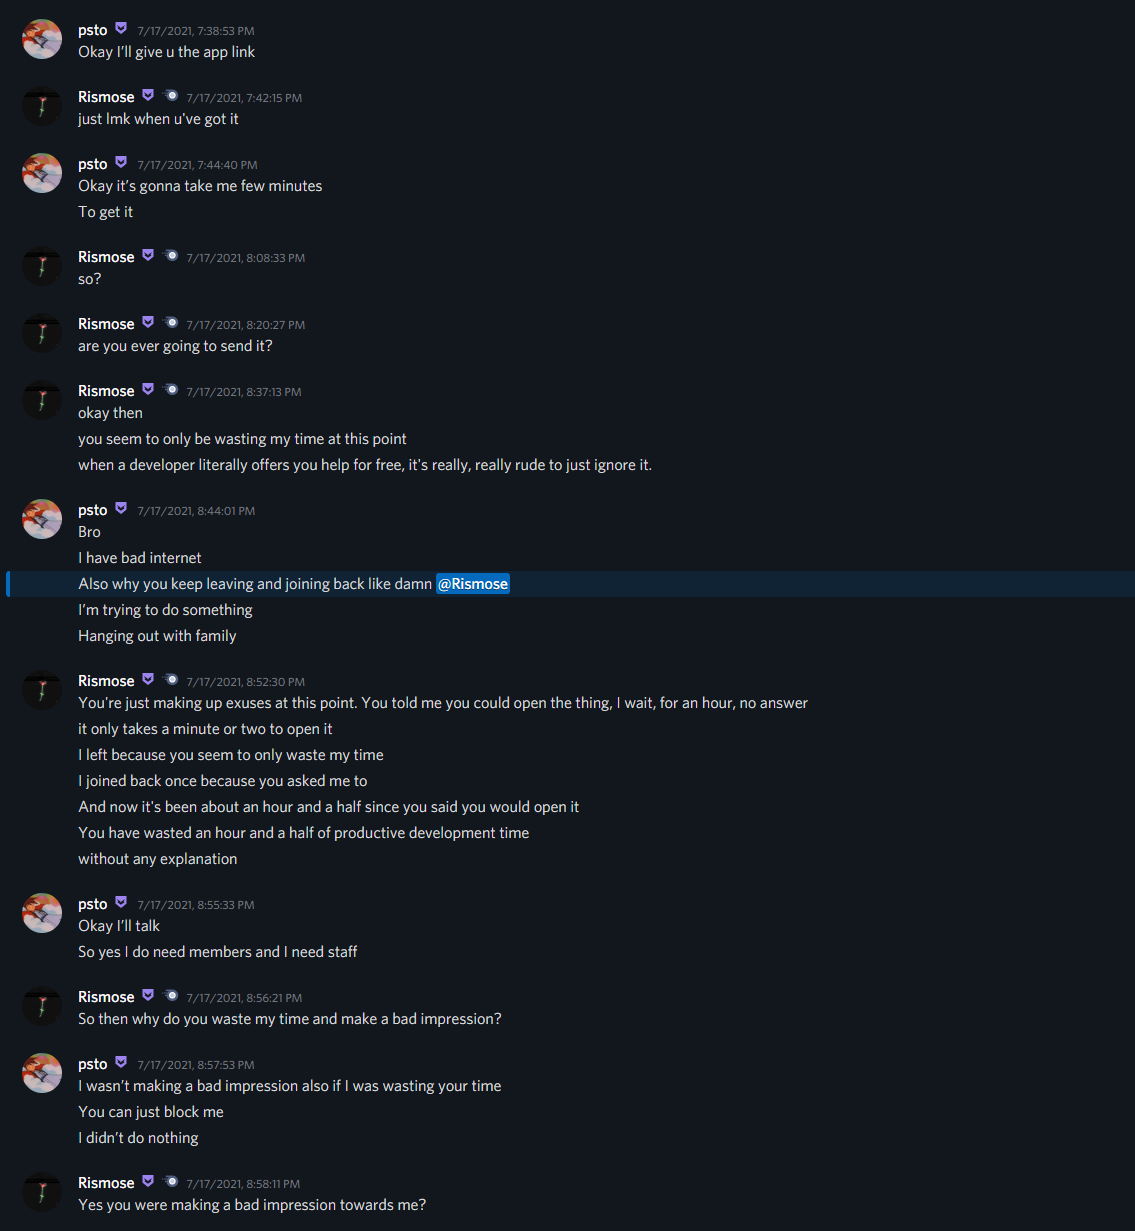 psto 7/17/2021, 7:38:53 PM
Okay I'll give u the app link
Rismose 7/17/2021, 7:42:15 PM
just lmk when u've got it
psto 7/17/2021, 7:44:40 PM
Okay it's gonna take me few minutes
To get it
Rismose 7/17/2021, 8:08:33 PM
so?
Rismose 7/17/2021, 8:20:27 PM
are you ever going to send it?
Rismose 7/17/2021, 8:37:13 PM
okay then
you seem to only be wasting my time at this point
when a developer literally offers you help for free, it's really, really rude to just ignore it.
psto 7/17/2021, 8:44:01 PM
Bro
I have bad internet
Also why you keep leaving and joining back like damn @Rismose
I'm trying to do something
Hanging out with family
Rismose 7/17/2021, 8:52:30 PM
You're just making up exuses at this point. You told me you could open the thing, I wait, for an hour, no answer
it only takes a minute or two to open it
I left because you seem to only waste my time
I joined back once because you asked me to
And now it's been about an hour and a half since you said you would open it
You have wasted an hour and a half of productive development time
without any explanation
psto 7/17/2021, 8:55:33 PM
Okay I'll talk
So yes I do need members and I need staff
Rismose 7/17/2021, 8:56:21 PM
So then why do you waste my time and make a bad impression?
psto 7/17/2021, 8:57:53 PM
I wasn't making a bad impression also if I was wasting your time
You can just block me
I didn't do nothing
Rismose 7/17/2021, 8:58:11 PM
Yes you were making a bad impression towards me?